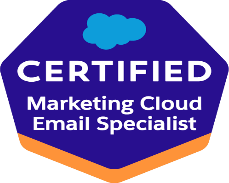 CERTIFIED
Marketing Cloud
Email Specialist